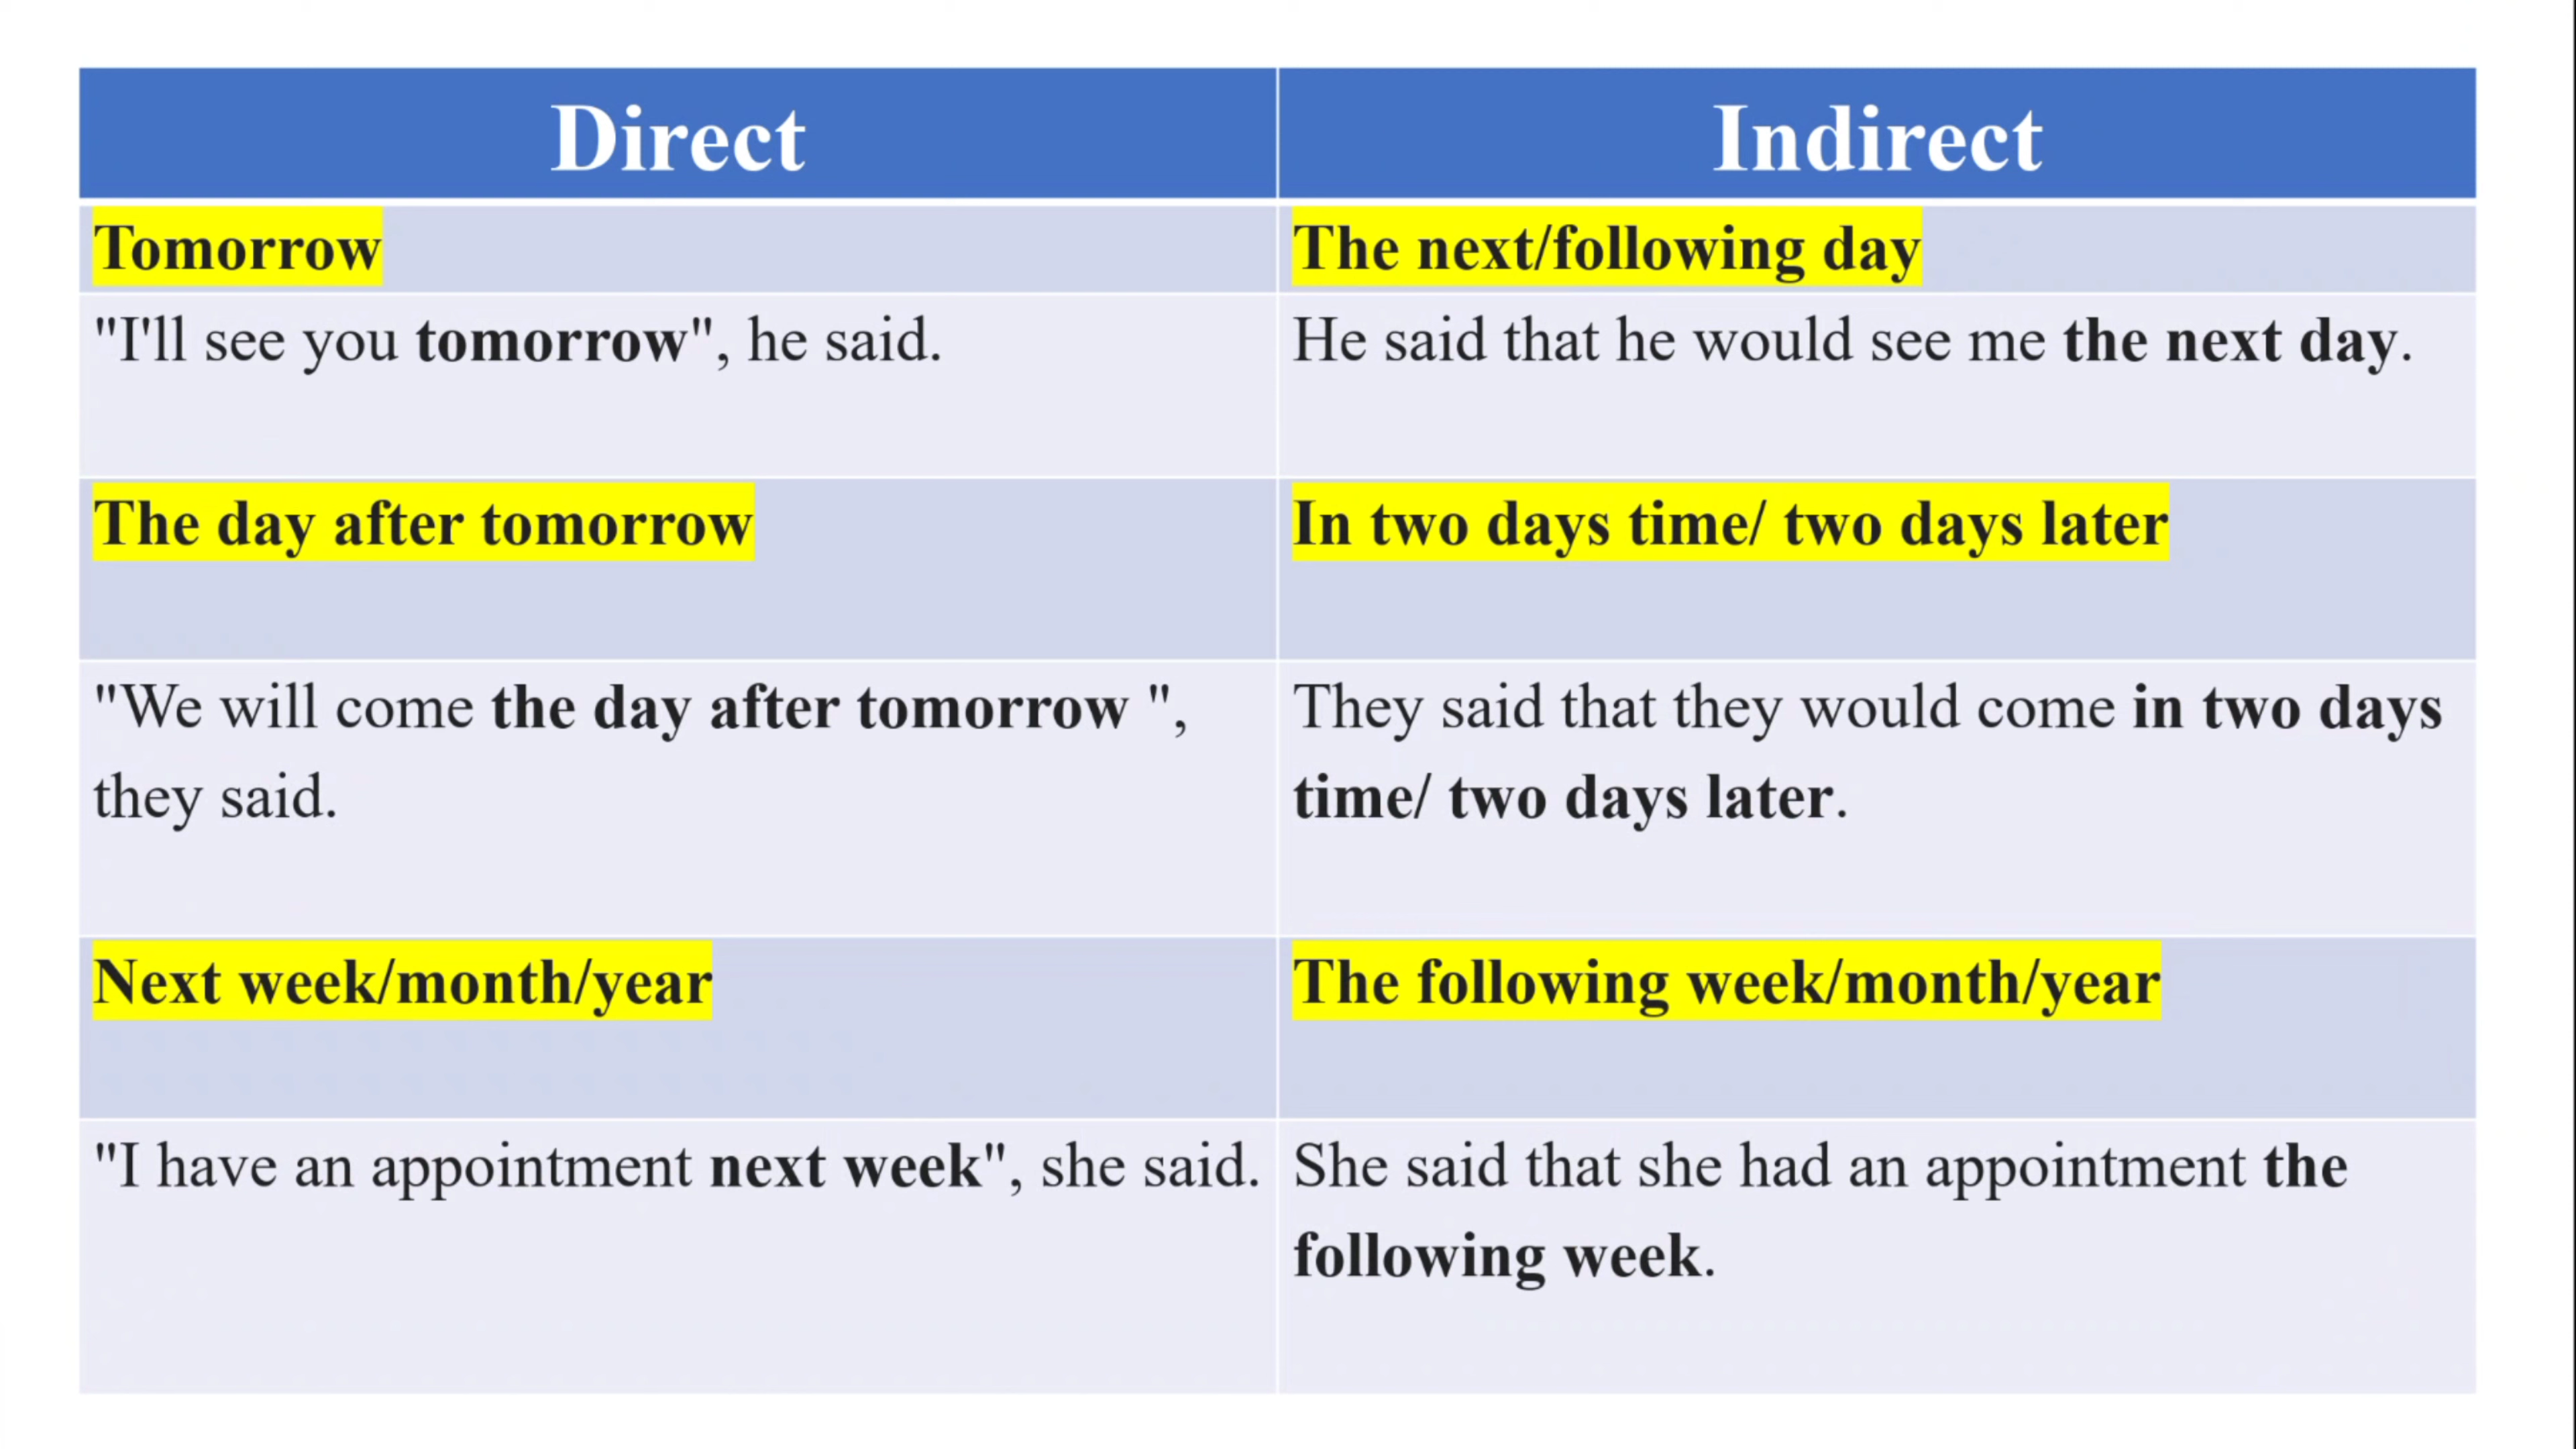 Direct
Indirect
Tomorrow
The next/following day
"I'll see you tomorrow", he said.
He said that he would see me the next day.
The day after tomorrow
In two days time/ two days later
"We will come the day after tomorrow ",
they said.
They said that they would come in two days
time/ two days later.
Next week/month/year
The following week/month/year
"I have an appointment next week", she said.
She said that she had an appointment the
following week.